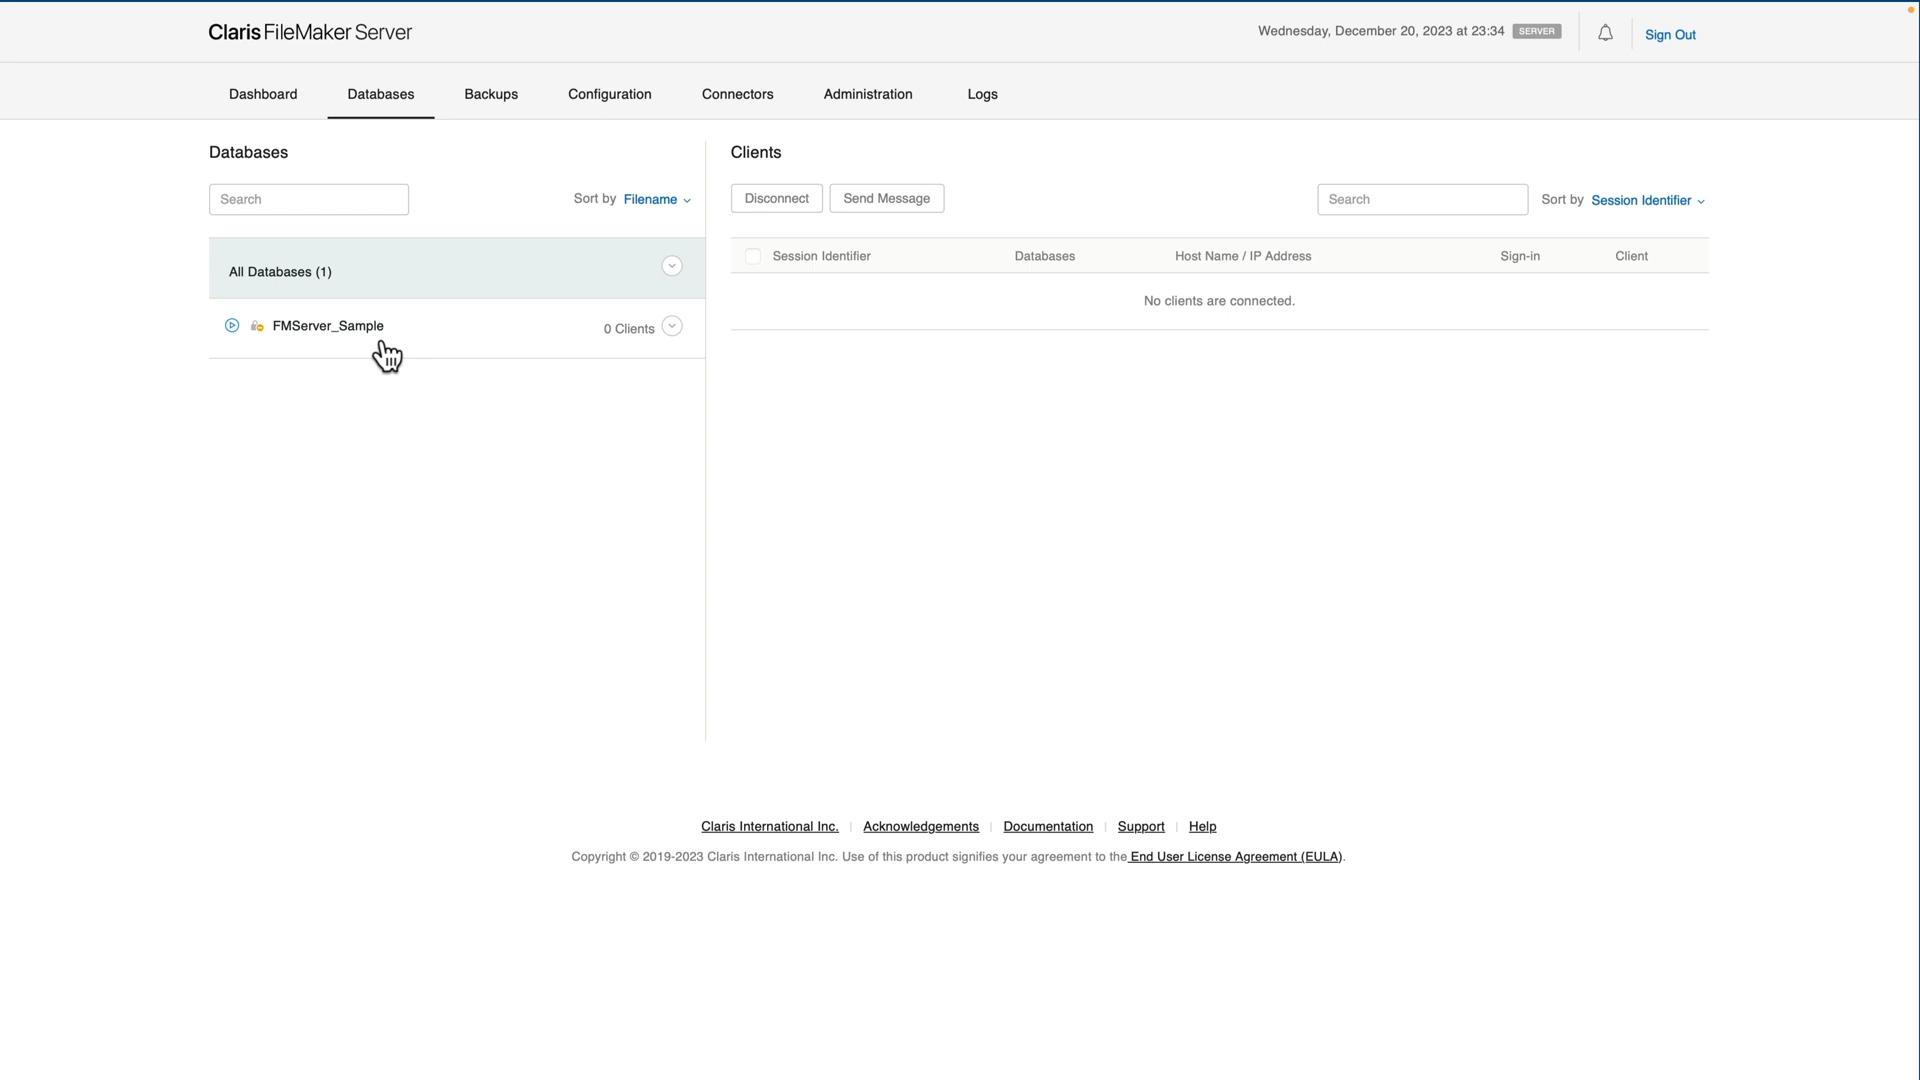 Claris FileMaker Server
Wednesday, December 20, 2023 at 23:34 SERVER Sign Out
Dashboard Databases Backups Configuration Connectors Administration Logs
Databases
Search Sort by Filename
All Databases (1)
FMServer_Sample 0 Clients
Clients
Disconnect Send Message Search Sort by Session Identifier
Session Identifier Databases Host Name / IP Address Sign-in Client
No clients are connected.
Claris International Inc. Acknowledgements Documentation Support Help
Copyright © 2019-2023 Claris International Inc. Use of this product signifies your agreement to the End User License Agreement (EULA).